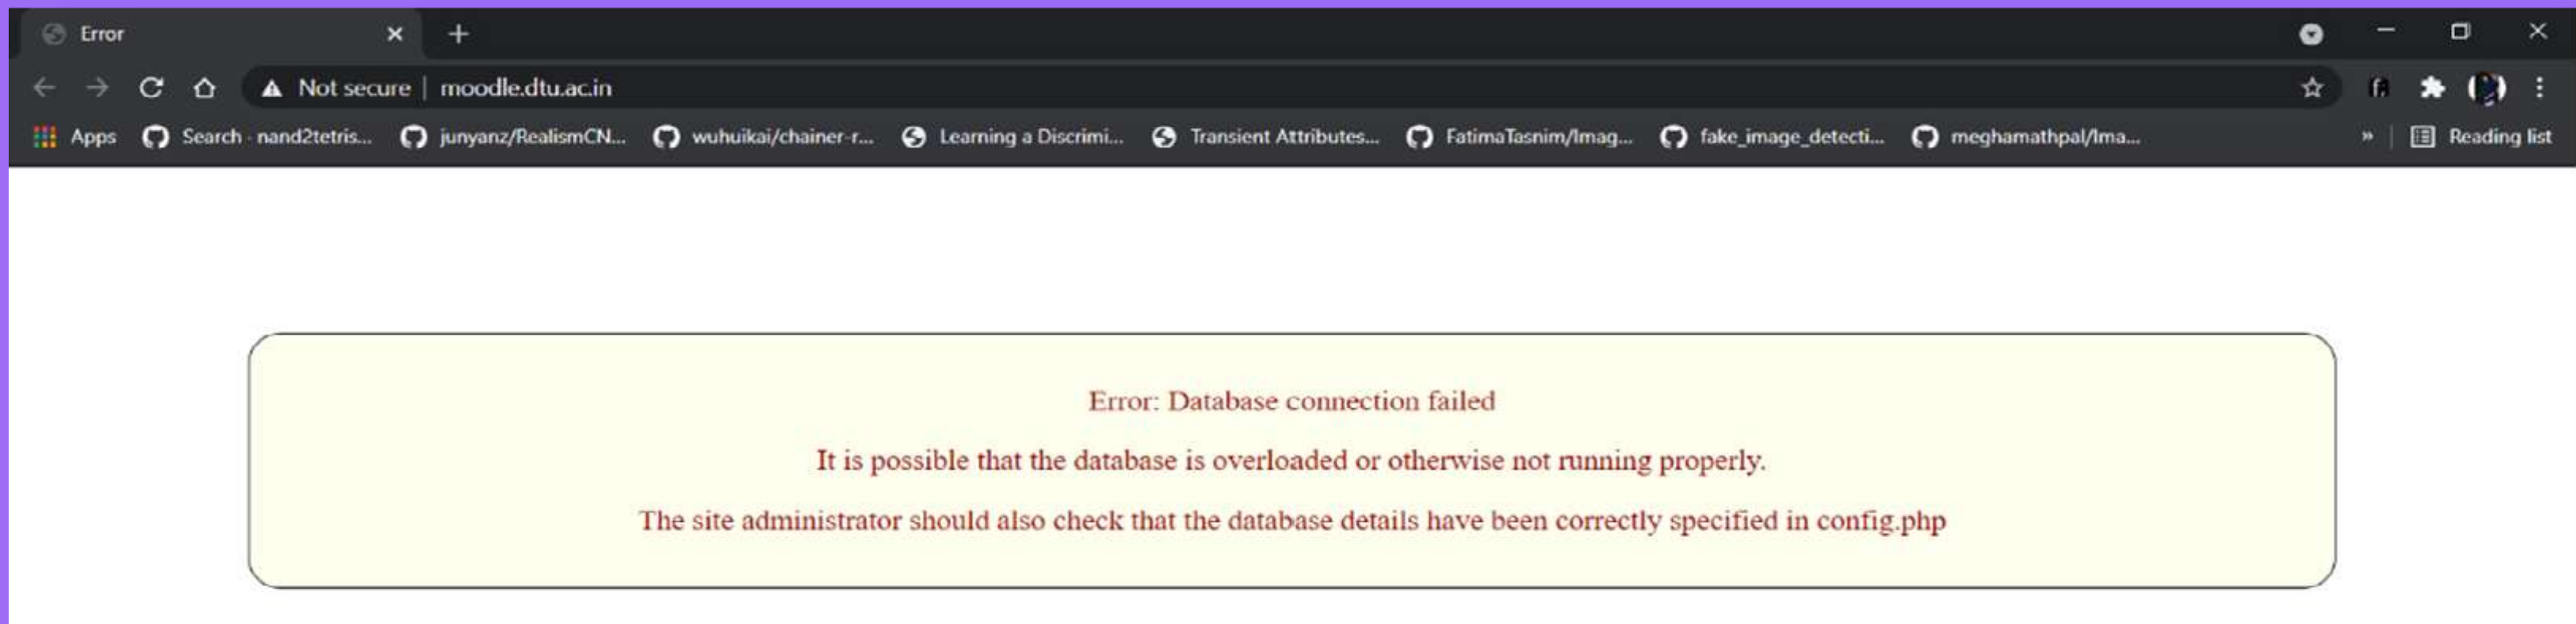 Error
Not secure | moodle.dtu.ac.in
Apps Search · nand2tetris... junyanz/RealismCN... wuhuikai/chainer-r... Learning a Discrimi... Transient Attributes... FatimaTasnim/Imag... fake_image_detecti... meghamathpal/Ima... » Reading list
Error: Database connection failed
It is possible that the database is overloaded or otherwise not running properly.
The site administrator should also check that the database details have been correctly specified in config.php